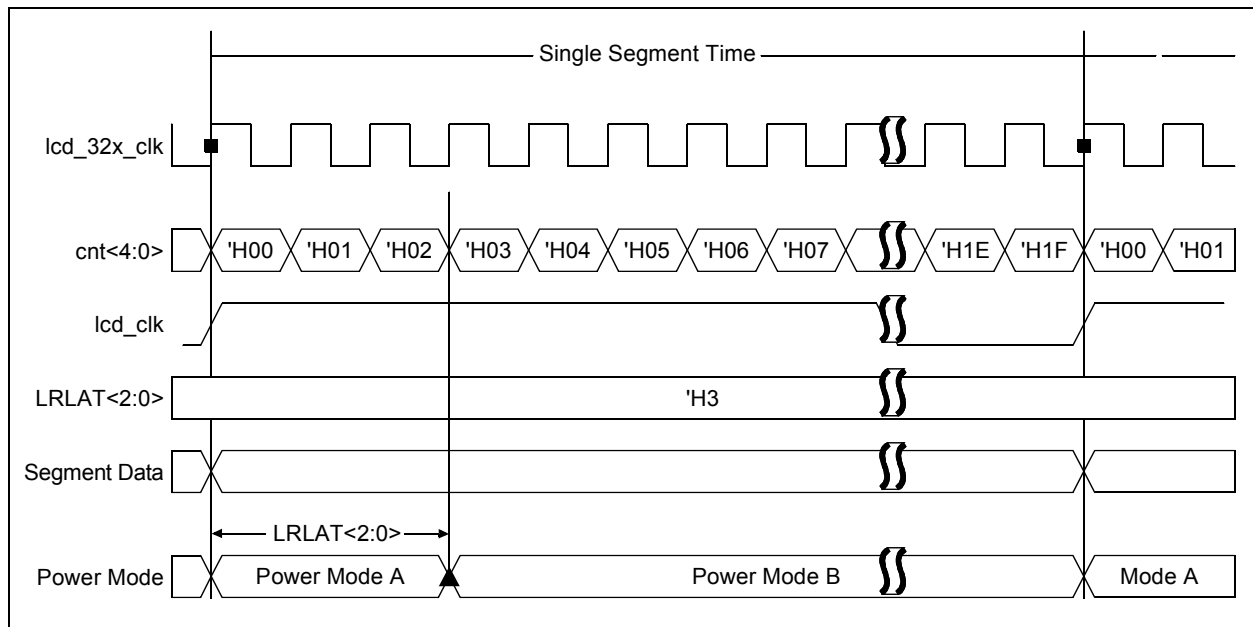 Single Segment Time
lcd_32x_clk
cnt<4:0> 'H00 'H01 'H02 'H03 'H04 'H05 'H06 'H07 'H1E 'H1F 'H00 'H01
lcd_clk
LRLAT<2:0> 'H3
Segment Data
LRLAT<2:0>
Power Mode Power Mode A Power Mode B Mode A